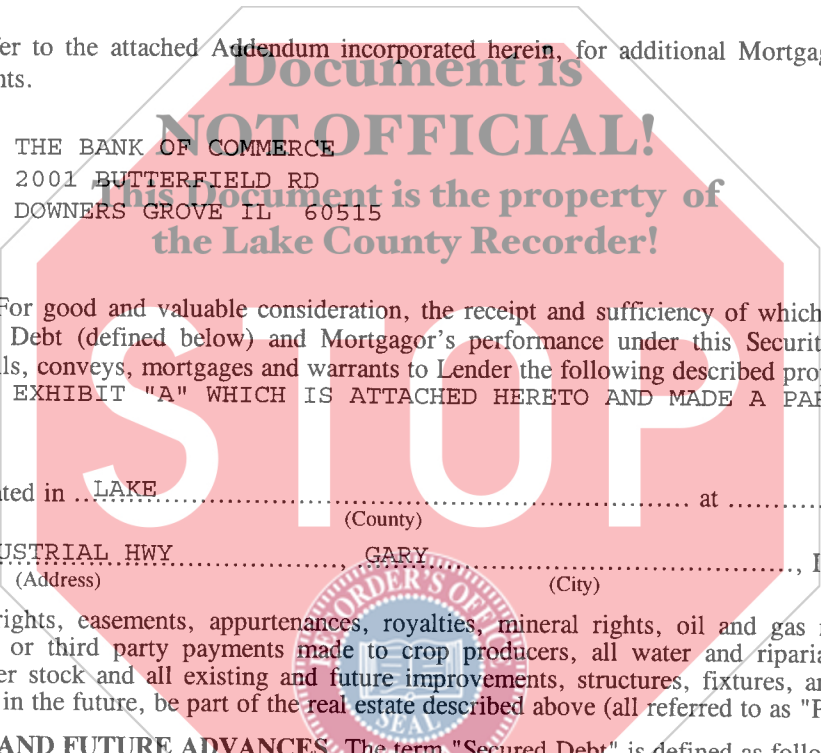 fer to the attached Addendum incorporated herein, for additional Mortgag
nts.
Document is
NOT OFFICIAL!
This Document is the property of
the Lake County Recorder!
THE BANK OF COMMERCE
2001 BUTTERFIELD RD
DOWNERS GROVE IL 60515
For good and valuable consideration, the receipt and sufficiency of which
Debt (defined below) and Mortgagor's performance under this Securit
ls, conveys, mortgages and warrants to Lender the following described prop
EXHIBIT "A" WHICH IS ATTACHED HERETO AND MADE A PAR
STOP
ated in ..LAKE.......... at ..........
(County)
USTRIAL HWY .........., ..GARY.........., I
(Address) (City)
RECORDER'S OFFICE
rights, easements, appurtenances, royalties, mineral rights, oil and gas
or third party payments made to crop producers, all water and riparia
er stock and all existing and future improvements, structures, fixtures, an
in the future, be part of the real estate described above (all referred to as "P
SEAL
AND FUTURE ADVANCES. The term "Secured Debt" is defined as follo